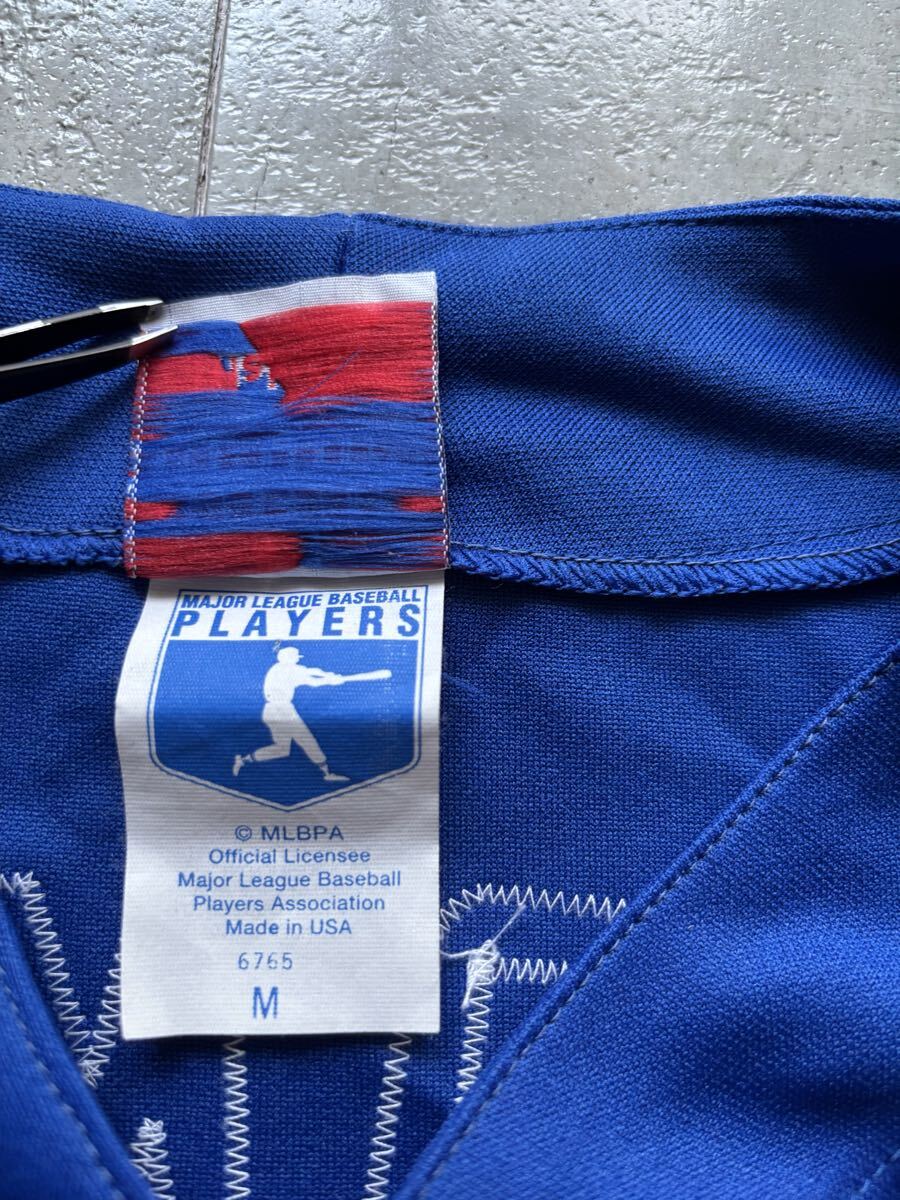 MAJOR LEAGUE BASEBALL
PLAYERS
© MLBPA
Official Licensee
Major League Baseball
Players Association
Made in USA
6765
M